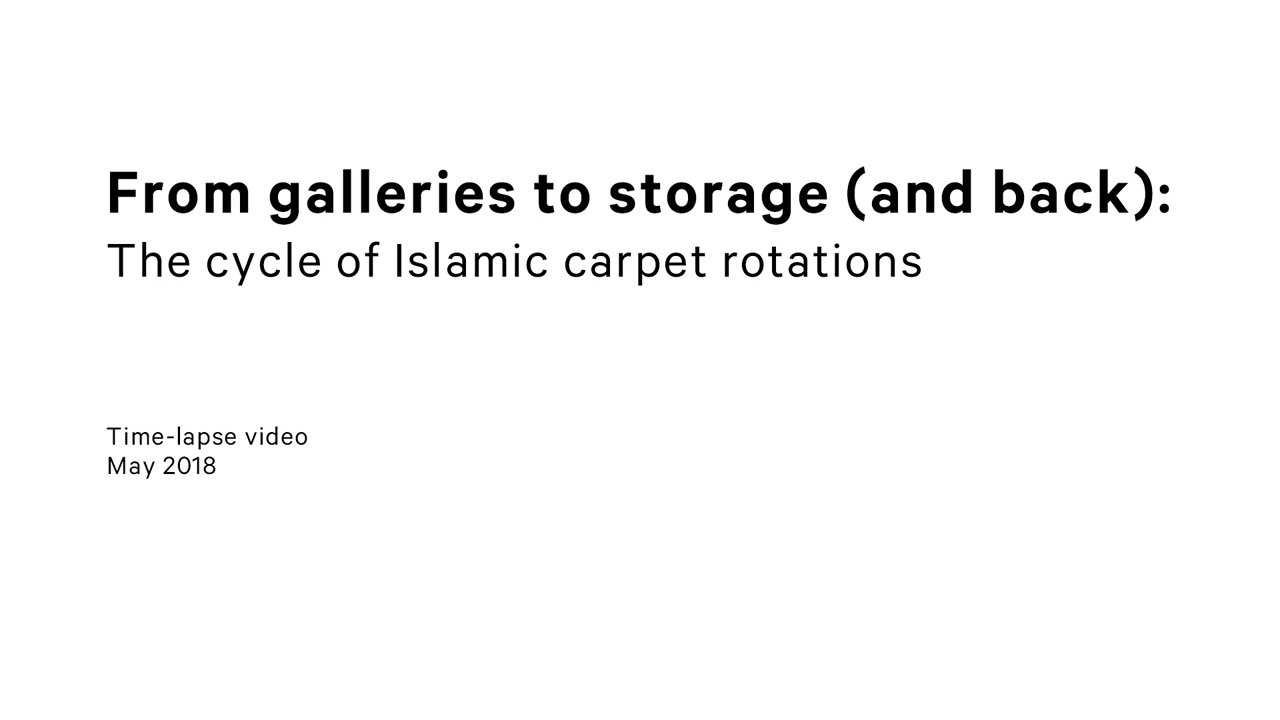 From galleries to storage (and back):
The cycle of Islamic carpet rotations
Time-lapse video
May 2018